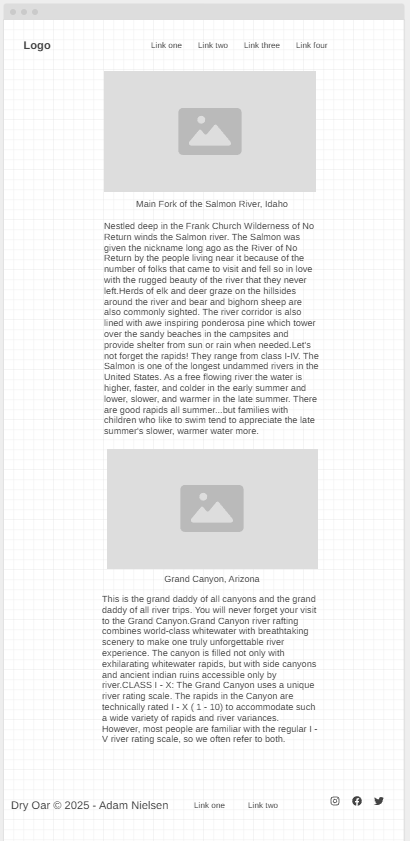 Logo
Link one Link two Link three Link four
Main Fork of the Salmon River, Idaho
Nestled deep in the Frank Church Wilderness of No
Return winds the Salmon river. The Salmon was
given the nickname long ago as the River of No
Return by the people living near it because of the
number of folks that came to visit and fell so in love
with the rugged beauty of the river that they never
left.Herds of elk and deer graze on the hillsides
around the river and bear and bighorn sheep are
also commonly sighted. The river corridor is also
lined with awe inspiring ponderosa pine which tower
over the sandy beaches in the campsites and
provide shelter from sun or rain when needed.Let's
not forget the rapids! They range from class I-IV. The
Salmon is one of the longest undammed rivers in the
United States. As a free flowing river the water is
higher, faster, and colder in the early summer and
lower, slower, and warmer in the late summer. There
are good rapids all summer...but families with
children who like to swim tend to appreciate the late
summer's slower, warmer water more.
Grand Canyon, Arizona
This is the grand daddy of all canyons and the grand
daddy of all river trips. You will never forget your visit
to the Grand Canyon.Grand Canyon river rafting
combines world-class whitewater with breathtaking
scenery to make one truly unforgettable river
experience. The canyon is filled not only with
exhilarating whitewater rapids, but with side canyons
and ancient indian ruins accessible only by
river.CLASS I - X: The Grand Canyon uses a unique
river rating scale. The rapids in the Canyon are
technically rated I - X ( 1 - 10) to accommodate such
a wide variety of rapids and river variances.
However, most people are familiar with the regular I -
V river rating scale, so we often refer to both.
Dry Oar © 2025 - Adam Nielsen Link one Link two